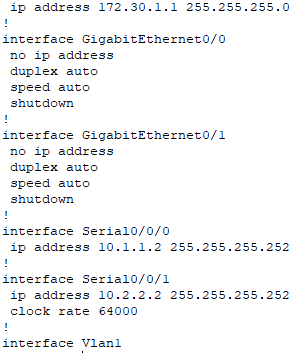 ip address 172.30.1.1 255.255.255.0
!
interface GigabitEthernet0/0
no ip address
duplex auto
speed auto
shutdown
!
interface GigabitEthernet0/1
no ip address
duplex auto
speed auto
shutdown
!
interface Serial0/0/0
ip address 10.1.1.2 255.255.255.252
!
interface Serial0/0/1
ip address 10.2.2.2 255.255.255.252
clock rate 64000
!
interface Vlan1